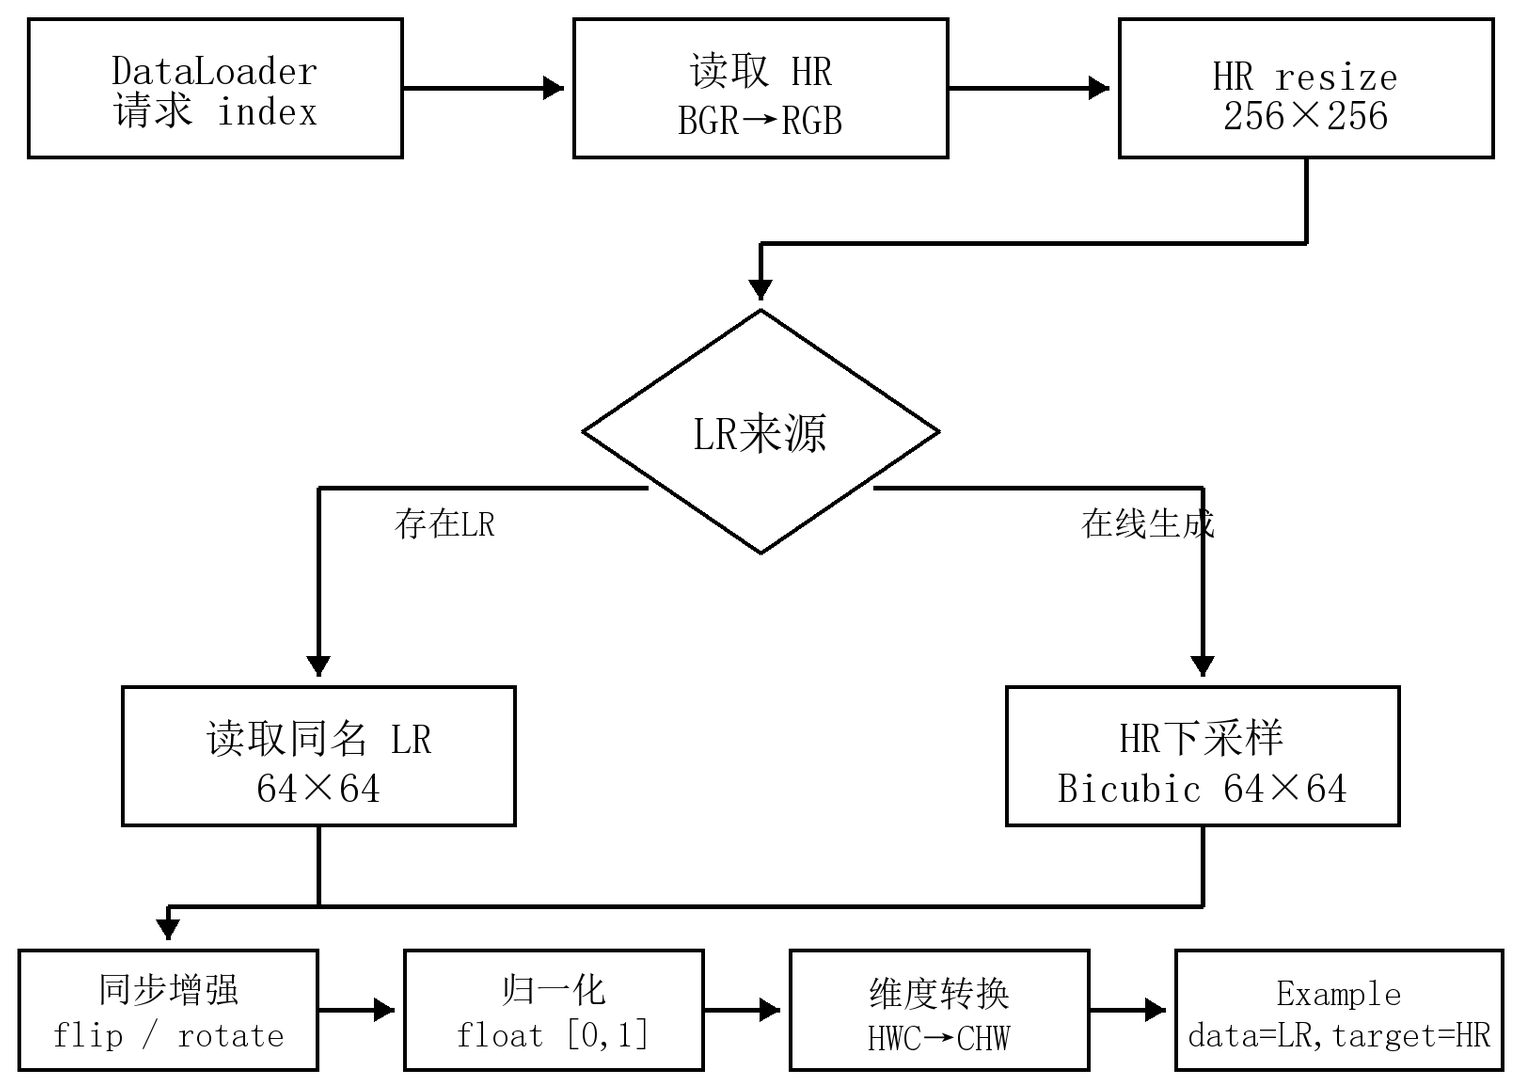 DataLoader
请求 index
读取 HR
BGR→RGB
HR resize
256×256
LR来源
存在LR
在线生成
读取同名 LR
64×64
HR下采样
Bicubic 64×64
同步增强
flip / rotate
归一化
float [0,1]
维度转换
HWC→CHW
Example
data=LR,target=HR